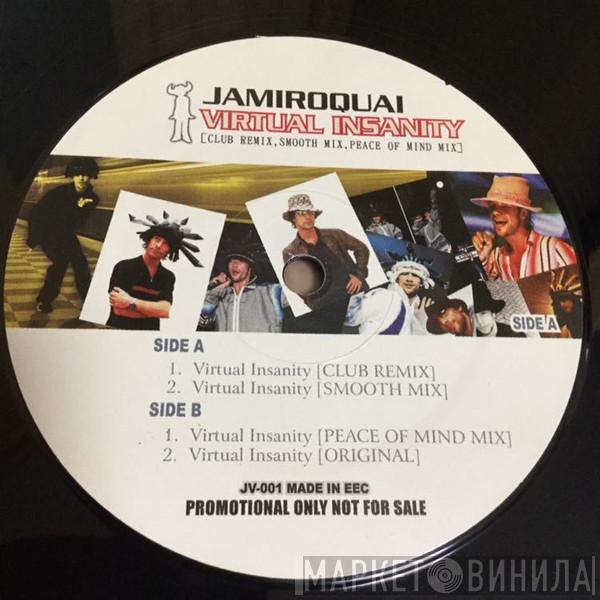 JAMIROQUAI
VIRTUAL INSANITY
[CLUB REMIX,SMOOTH MIX,PEACE OF MIND MIX]
SIDE A
SIDE A
1. Virtual Insanity [CLUB REMIX]
2. Virtual Insanity [SMOOTH MIX]
SIDE B
1. Virtual Insanity [PEACE OF MIND MIX]
2. Virtual Insanity [ORIGINAL]
JV-001 MADE IN EEC
PROMOTIONAL ONLY NOT FOR SALE
МАРКЕТ ВИНИЛА